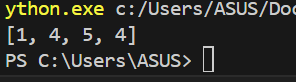 ython.exe c:/Users/ASUS/Doc
[1, 4, 5, 4]
PS C:\Users\ASUS>